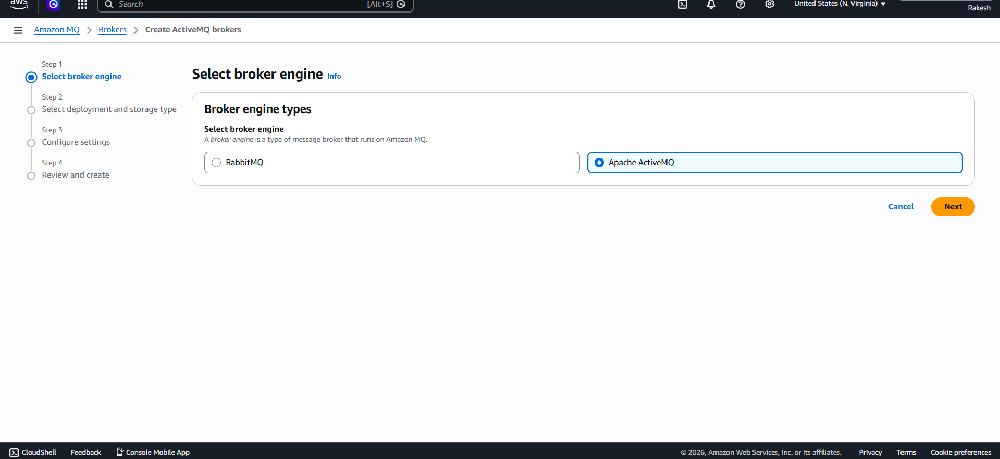 aws
Search [Alt+S]
United States (N. Virginia)
Rakesh
Amazon MQ > Brokers > Create ActiveMQ brokers
Step 1
Select broker engine
Step 2
Select deployment and storage type
Step 3
Configure settings
Step 4
Review and create
Select broker engine Info
Broker engine types
Select broker engine
A broker engine is a type of message broker that runs on Amazon MQ.
RabbitMQ
Apache ActiveMQ
Cancel
Next
CloudShell Feedback Console Mobile App © 2026, Amazon Web Services, Inc. or its affiliates. Privacy Terms Cookie preferences